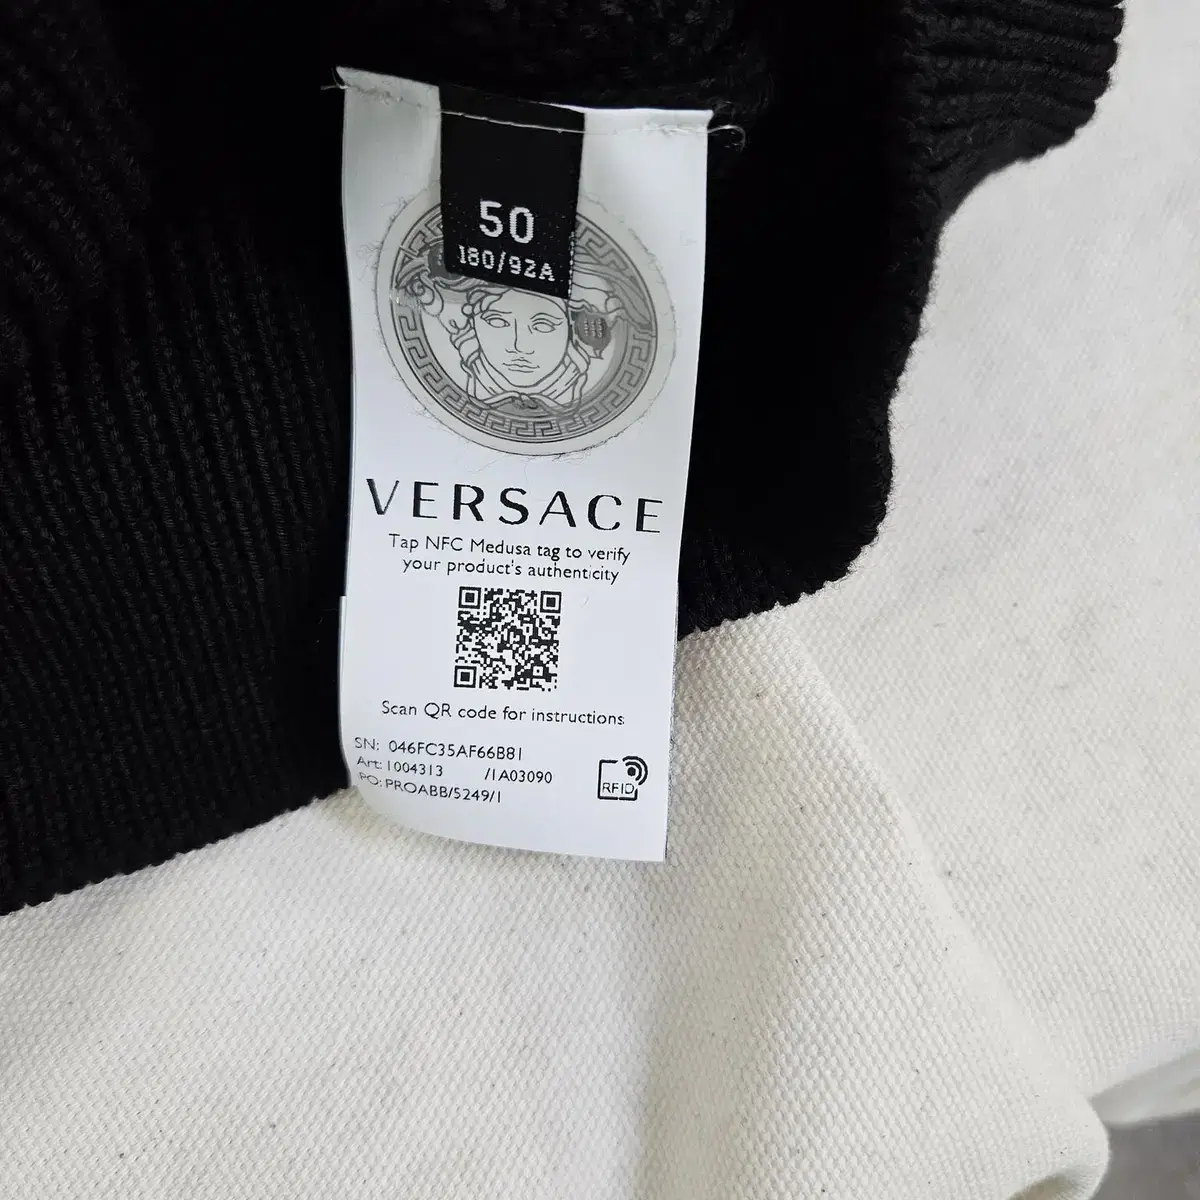 50
180/92A
VERSACE
Tap NFC Medusa tag to verify
your product's authenticity
Scan QR code for instructions
SN: 046FC35AF66B81
Art: 1004313 /1A03090
PO: PROABB/5249/1
RFID